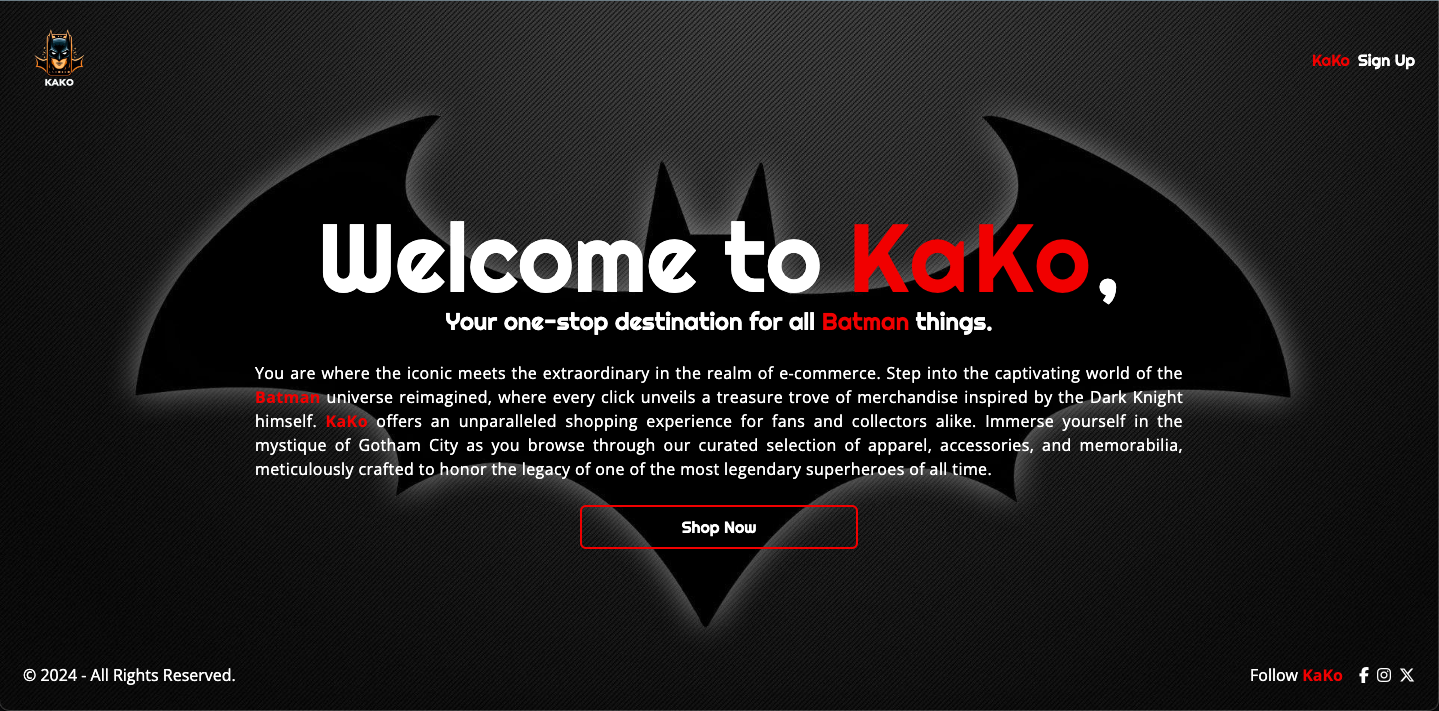 KAKO
KaKo Sign Up
Welcome to KaKo,
Your one-stop destination for all Batman things.
You are where the iconic meets the extraordinary in the realm of e-commerce. Step into the captivating world of the
Batman universe reimagined, where every click unveils a treasure trove of merchandise inspired by the Dark Knight
himself. KaKo offers an unparalleled shopping experience for fans and collectors alike. Immerse yourself in the
mystique of Gotham City as you browse through our curated selection of apparel, accessories, and memorabilia,
meticulously crafted to honor the legacy of one of the most legendary superheroes of all time.
Shop Now
© 2024 - All Rights Reserved.
Follow KaKo